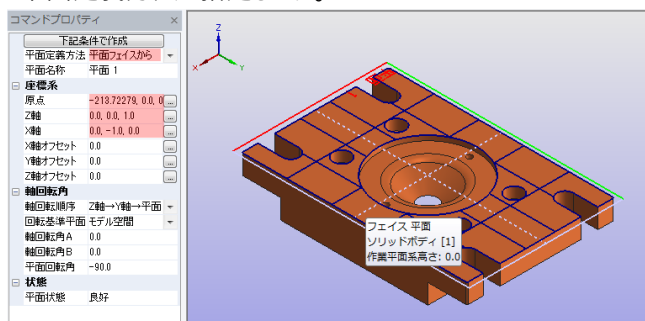 コマンドプロパティ ×
下記条件で作成
平面定義方法 平面フェイスから
平面名称 平面 1
座標系
原点 -213.72279, 0.0, 0
Z軸 0.0, 0.0, 1.0
X軸 0.0, -1.0, 0.0
X軸オフセット 0.0
Y軸オフセット 0.0
Z軸オフセット 0.0
軸回転角
軸回転順序 Z軸→Y軸→平面
回転基準平面 モデル空間
軸回転角A 0.0
軸回転角B 0.0
平面回転角 -90.0
状態
平面状態 良好
Z
X
Y
フェイス 平面
ソリッドボディ [1]
作業平面系高さ: 0.0